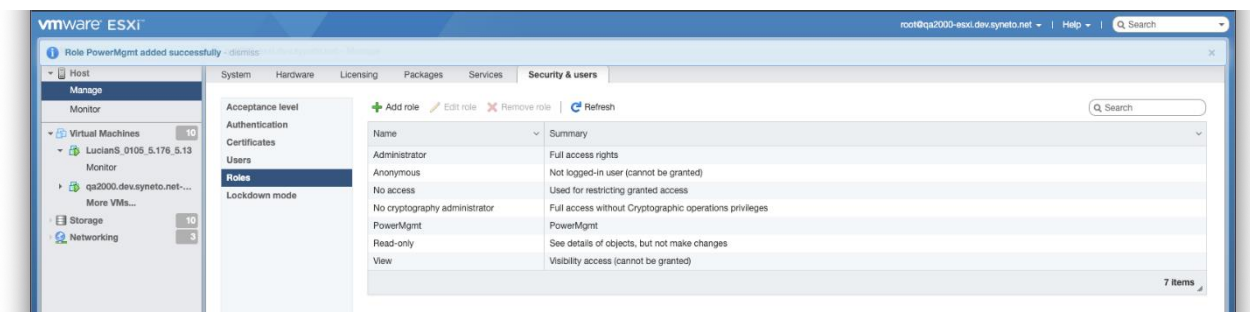 vmware ESXi™
root@qa2000-esxi.dev.syneto.net | Help | Search
Role PowerMgmt added successfully - dismiss
Host
Manage
Monitor
Virtual Machines 10
LucianS_0105_5.176_5.13
Monitor
qa2000.dev.syneto.net-...
More VMs...
Storage 10
Networking 3
System Hardware Licensing Packages Services Security & users
Acceptance level
Authentication
Certificates
Users
Roles
Lockdown mode
Add role Edit role Remove role | Refresh Search
Name Summary
Administrator Full access rights
Anonymous Not logged-in user (cannot be granted)
No access Used for restricting granted access
No cryptography administrator Full access without Cryptographic operations privileges
PowerMgmt PowerMgmt
Read-only See details of objects, but not make changes
View Visibility access (cannot be granted)
7 items